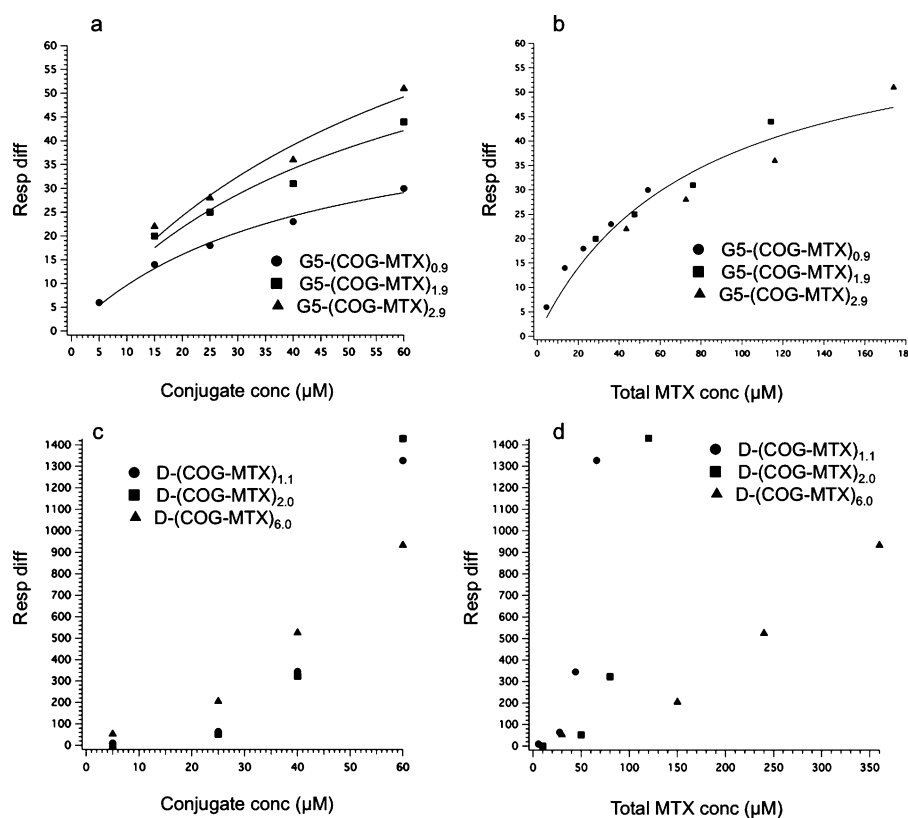 a
60
55
50
45
40
35
30
25
20
15
10
5
0
Resp diff
G5-(COG-MTX)0.9
G5-(COG-MTX)1.9
G5-(COG-MTX)2.9
0 5 10 15 20 25 30 35 40 45 50 55 60
Conjugate conc (µM)
b
60
55
50
45
40
35
30
25
20
15
10
5
0
Resp diff
G5-(COG-MTX)0.9
G5-(COG-MTX)1.9
G5-(COG-MTX)2.9
0 20 40 60 80 100 120 140 160 180
Total MTX conc (µM)
c
1400
1300
1200
1100
1000
900
800
700
600
500
400
300
200
100
0
Resp diff
D-(COG-MTX)1.1
D-(COG-MTX)2.0
D-(COG-MTX)6.0
0 10 20 30 40 50 60
Conjugate conc (µM)
d
1400
1300
1200
1100
1000
900
800
700
600
500
400
300
200
100
0
Resp diff
D-(COG-MTX)1.1
D-(COG-MTX)2.0
D-(COG-MTX)6.0
0 50 100 150 200 250 300 350
Total MTX conc (µM)